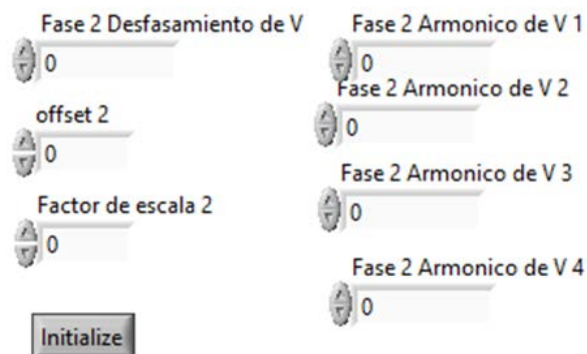 Fase 2 Desfasamiento de V
0
offset 2
0
Factor de escala 2
0
Initialize
Fase 2 Armonico de V 1
0
Fase 2 Armonico de V 2
0
Fase 2 Armonico de V 3
0
Fase 2 Armonico de V 4
0